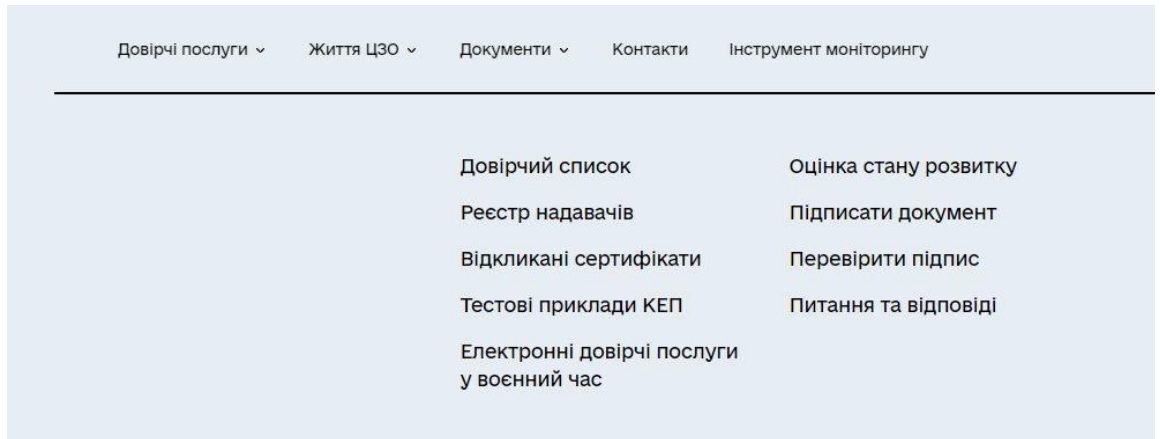 Довірчі послуги Життя ЦЗО Документи Контакти Інструмент моніторингу
Довірчий список
Реєстр надавачів
Відкликані сертифікати
Тестові приклади КЕП
Електронні довірчі послуги
у воєнний час
Оцінка стану розвитку
Підписати документ
Перевірити підпис
Питання та відповіді